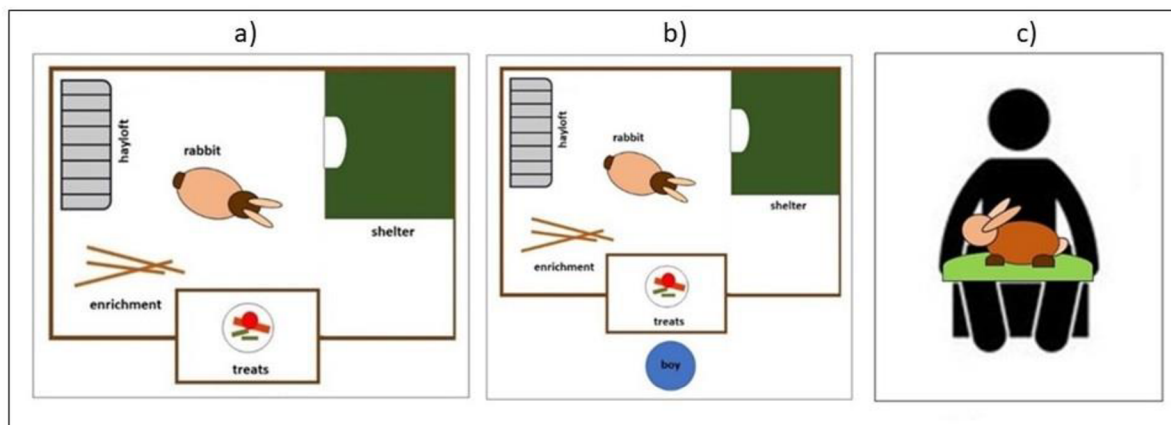 a)
hayloft
rabbit
shelter
enrichment
treats
b)
hayloft
rabbit
shelter
enrichment
treats
boy
c)